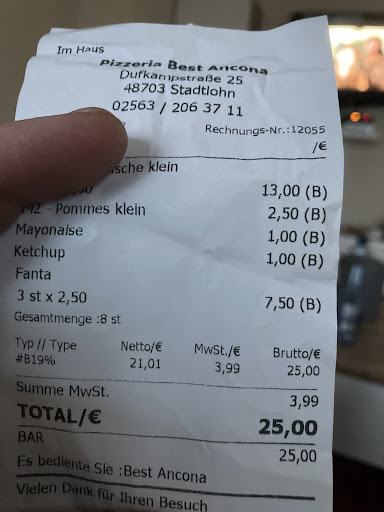 Im Haus
Pizzeria Best Ancona
Dufkampstraße 25
48703 Stadtlohn
02563 / 206 37 11
Rechnungs-Nr.:12055
/€
klein
13,00 (B)
142 - Pommes klein 2,50 (B)
Mayonaise 1,00 (B)
Ketchup 1,00 (B)
Fanta
3 st x 2,50 7,50 (B)
Gesamtmenge :8 st
Typ // Type Netto/€ MwSt./€ Brutto/€
#B19% 21,01 3,99 25,00
Summe MwSt. 3,99
TOTAL/€ 25,00
BAR 25,00
Es bediente Sie :Best Ancona
Vielen Dank für Ihren Besuch